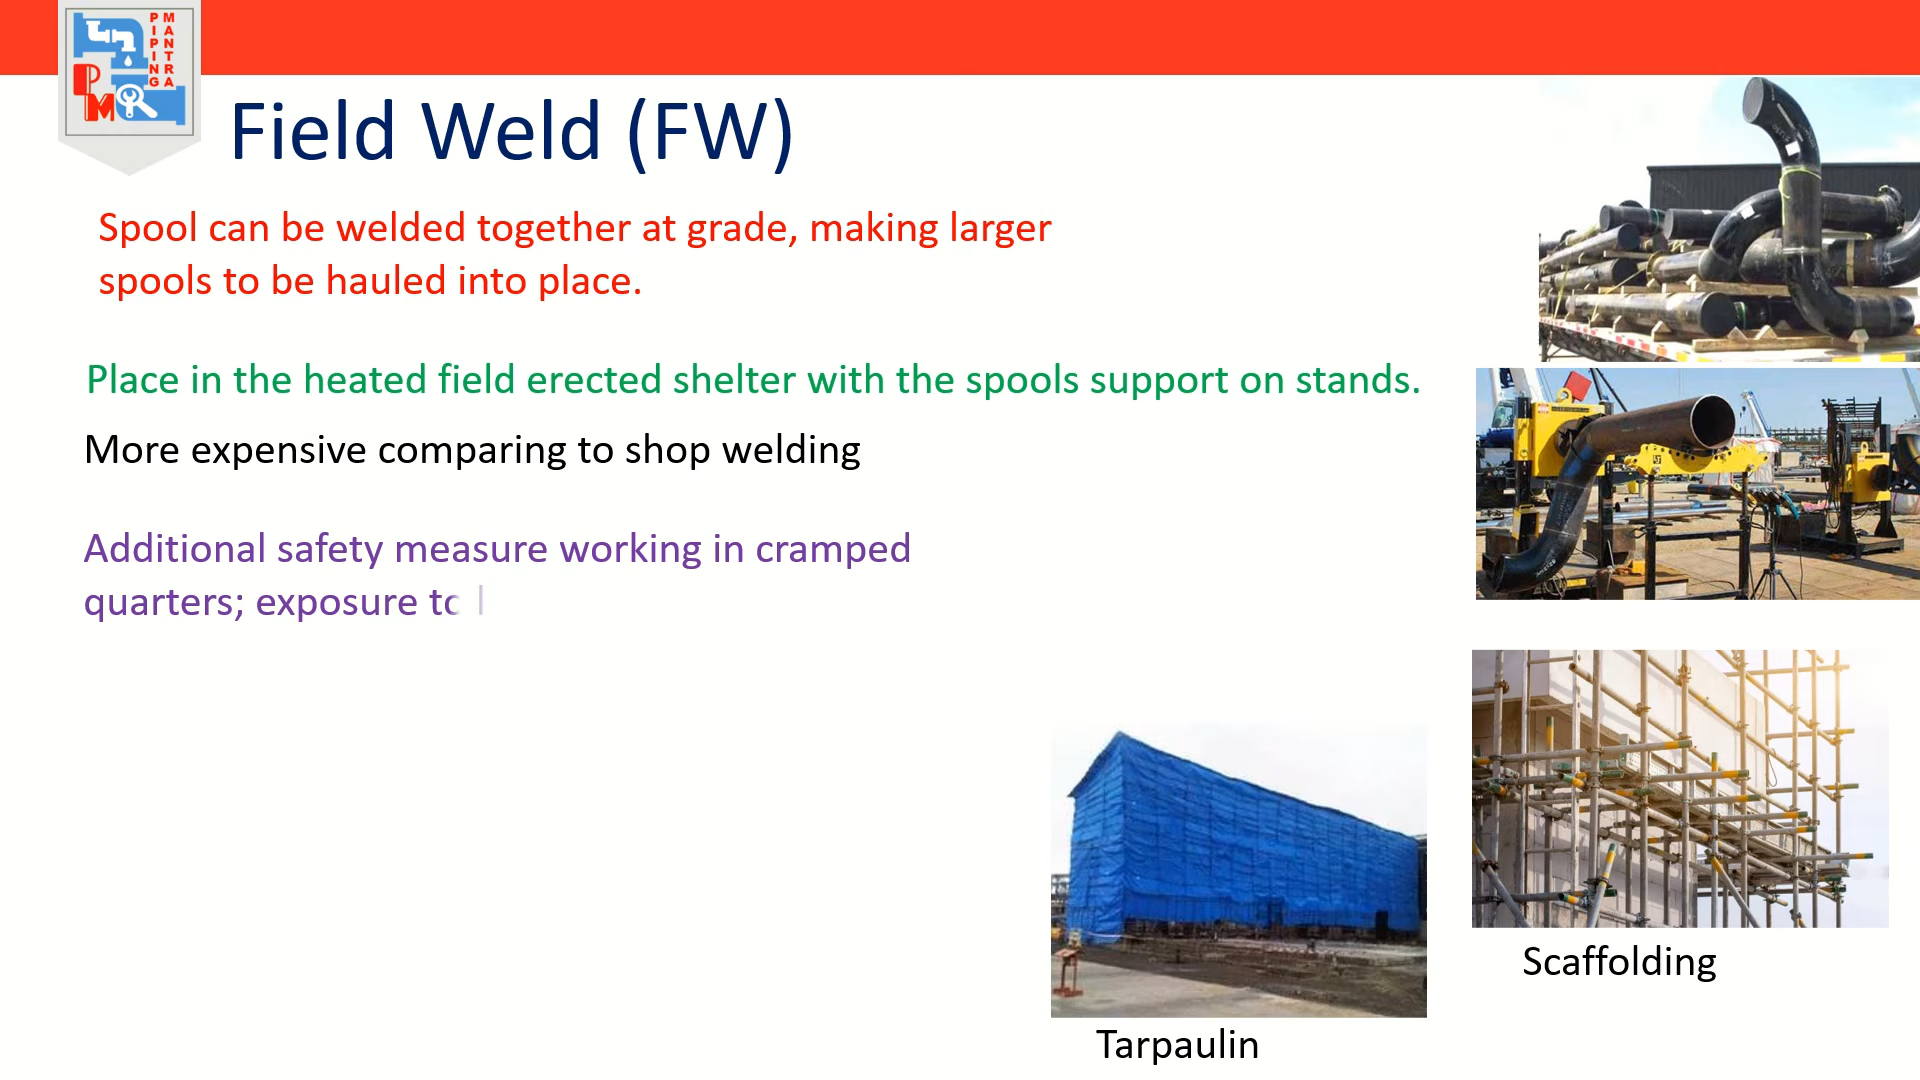 PIPING
MANTRA
PM
Field Weld (FW)
Spool can be welded together at grade, making larger
spools to be hauled into place.
Place in the heated field erected shelter with the spools support on stands.
More expensive comparing to shop welding
Additional safety measure working in cramped
quarters; exposure to
Scaffolding
Tarpaulin